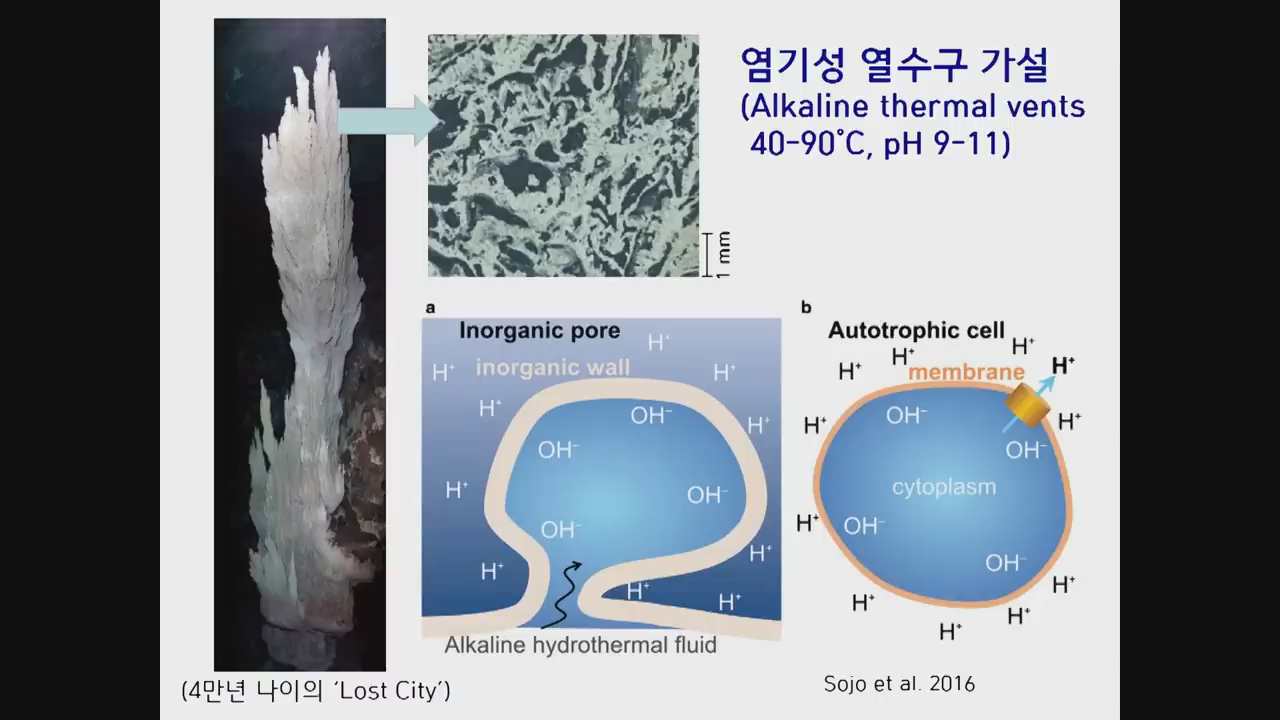 염기성 열수구 가설
(Alkaline thermal vents
40-90°C, pH 9-11)
1 mm
a
Inorganic pore
inorganic wall
H⁺
H⁺
H⁺
H⁺
H⁺
H⁺
H⁺
H⁺
H⁺
H⁺
OH⁻
OH⁻
OH⁻
OH⁻
Alkaline hydrothermal fluid
b
Autotrophic cell
membrane
H⁺
H⁺
H⁺
H⁺
H⁺
H⁺
H⁺
H⁺
H⁺
H⁺
H⁺
OH⁻
OH⁻
cytoplasm
OH⁻
OH⁻
(4만년 나이의 ‘Lost City’)
Sojo et al. 2016